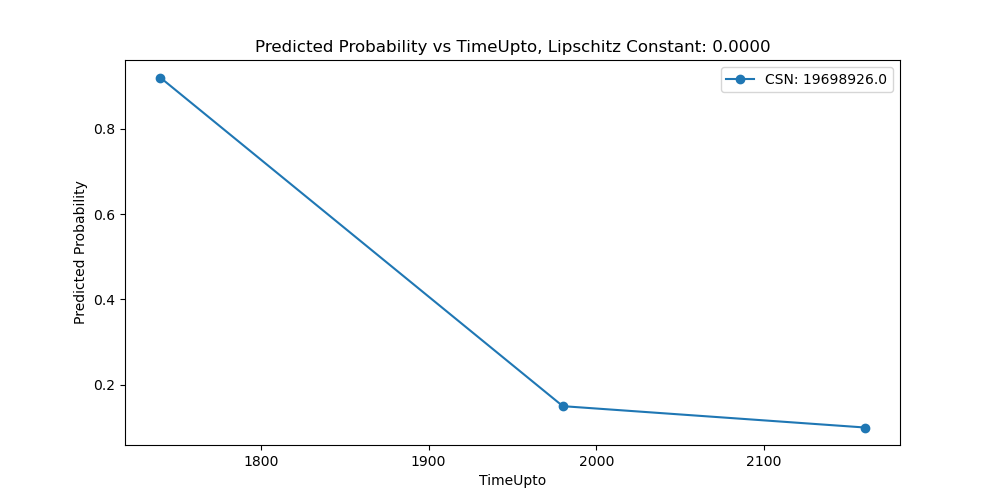 Predicted Probability vs TimeUpto, Lipschitz Constant: 0.0000
CSN: 19698926.0
Predicted Probability
0.8
0.6
0.4
0.2
1800 1900 2000 2100
TimeUpto